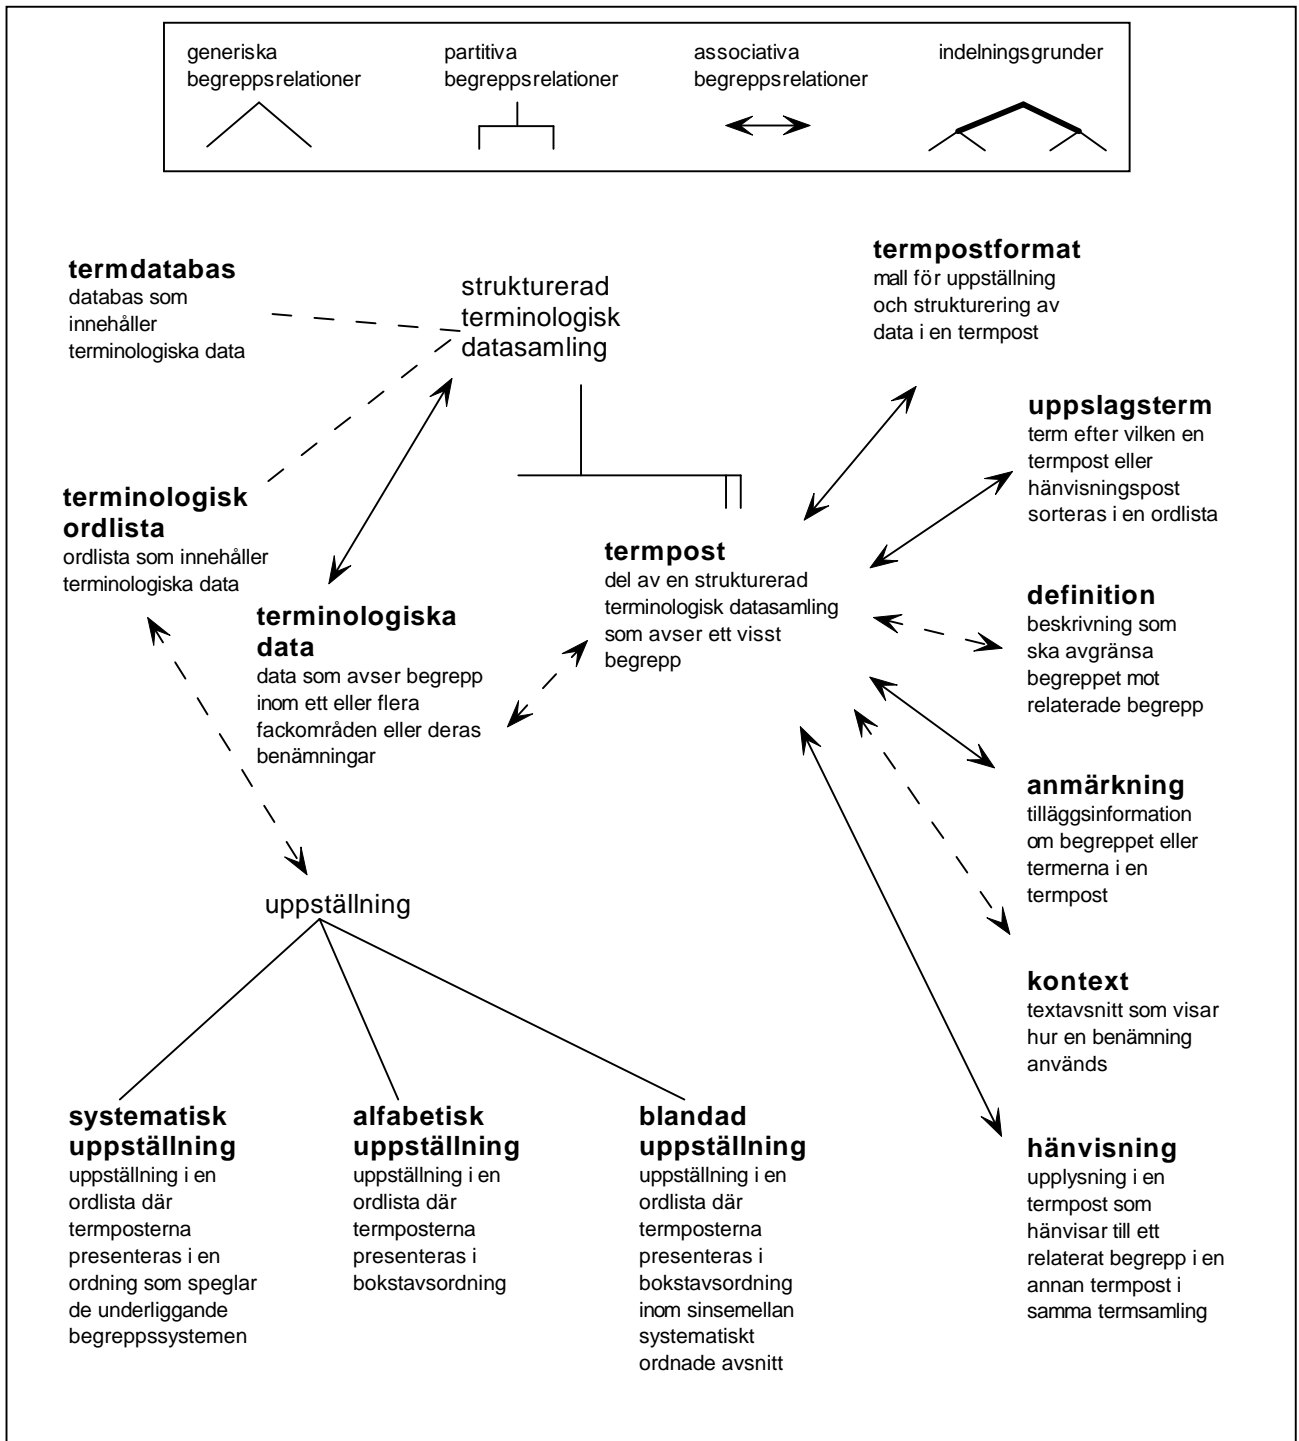 generiska
begreppsrelationer
partitiva
begreppsrelationer
associativa
begreppsrelationer
indelningsgrunder
termdatabas
databas som
innehåller
terminologiska data
strukturerad
terminologisk
datasamling
termpostformat
mall för uppställning
och strukturering av
data i en termpost
uppslagsterm
term efter vilken en
termpost eller
hänvisningspost
sorteras i en ordlista
terminologisk
ordlista
ordlista som innehåller
terminologiska data
terminologiska
data
data som avser begrepp
inom ett eller flera
fackområden eller deras
benämningar
termpost
del av en strukturerad
terminologisk datasamling
som avser ett visst
begrepp
definition
beskrivning som
ska avgränsa
begreppet mot
relaterade begrepp
anmärkning
tilläggsinformation
om begreppet eller
termerna i en
termpost
uppställning
kontext
textavsnitt som visar
hur en benämning
används
systematisk
uppställning
uppställning i en
ordlista där
termposterna
presenteras i en
ordning som speglar
de underliggande
begreppssystemen
alfabetisk
uppställning
uppställning i en
ordlista där
termposterna
presenteras i
bokstavsordning
blandad
uppställning
uppställning i en
ordlista där
termposterna
presenteras i
bokstavsordning
inom sinsemellan
systematiskt
ordnade avsnitt
hänvisning
upplysning i en
termpost som
hänvisar till ett
relaterat begrepp i en
annan termpost i
samma termsamling